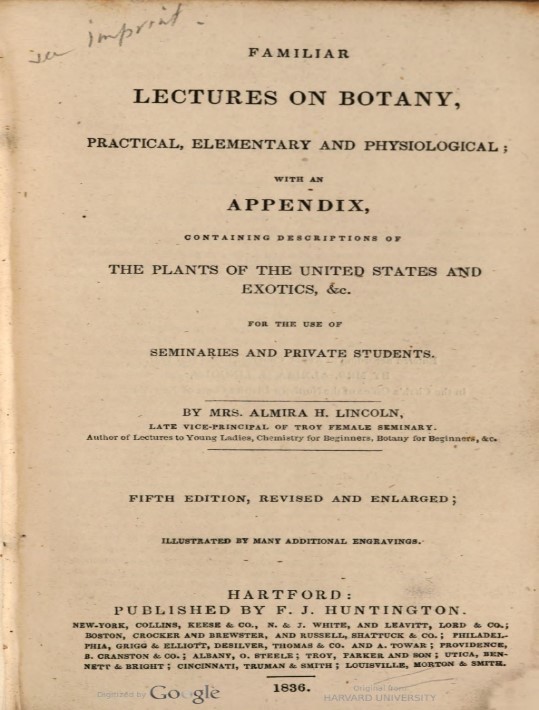 see imprint.
FAMILIAR
LECTURES ON BOTANY,
PRACTICAL, ELEMENTARY AND PHYSIOLOGICAL;
WITH AN
APPENDIX,
CONTAINING DESCRIPTIONS OF
THE PLANTS OF THE UNITED STATES AND
EXOTICS, &c.
FOR THE USE OF
SEMINARIES AND PRIVATE STUDENTS.
BY MRS. ALMIRA H. LINCOLN,
LATE VICE-PRINCIPAL OF TROY FEMALE SEMINARY.
Author of Lectures to Young Ladies, Chemistry for Beginners, Botany for Beginners, &c.
FIFTH EDITION, REVISED AND ENLARGED;
ILLUSTRATED BY MANY ADDITIONAL ENGRAVINGS.
HARTFORD:
PUBLISHED BY F. J. HUNTINGTON.
NEW-YORK, COLLINS, KEESE & CO., N. & J. WHITE, AND LEAVITT, LORD & CO.;
BOSTON, CROCKER AND BREWSTER, AND RUSSELL, SHATTUCK & CO.; PHILADEL-
PHIA, GRIGG & ELLIOTT, DESILVER, THOMAS & CO. AND A. TOWAR; PROVIDENCE,
B. CRANSTON & CO.; ALBANY, O. STEELE; TROY, PARKER AND SON; UTICA, BEN-
NETT & BRIGHT; CINCINNATI, TRUMAN & SMITH; LOUISVILLE, MORTON & SMITH.
1836.
Digitized by Google
Original from
HARVARD UNIVERSITY